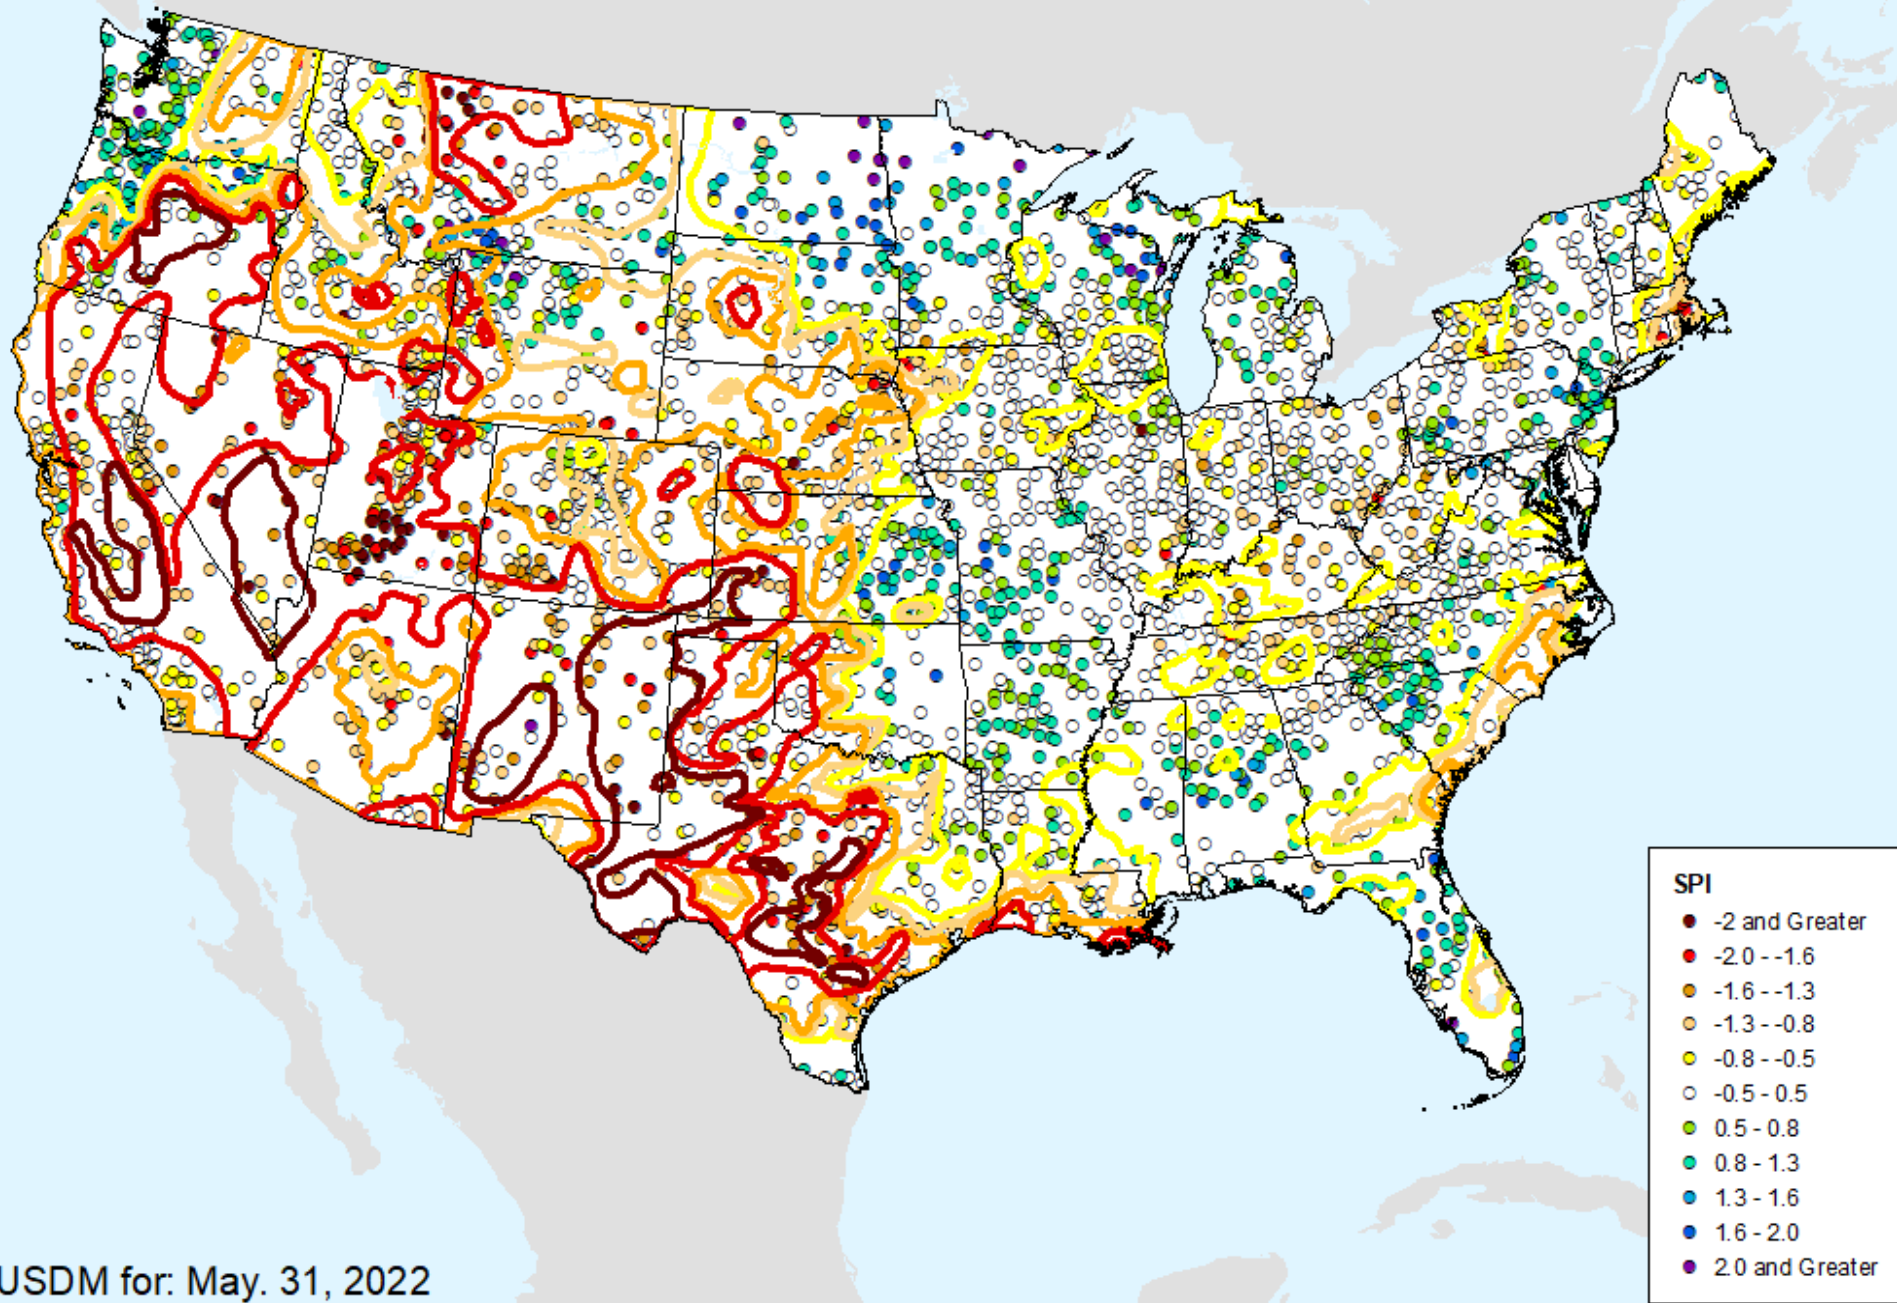 SPI
-2 and Greater
-2.0 - -1.6
-1.6 - -1.3
-1.3 - -0.8
-0.8 - -0.5
-0.5 - 0.5
0.5 - 0.8
0.8 - 1.3
1.3 - 1.6
1.6 - 2.0
2.0 and Greater
USDM for: May. 31, 2022